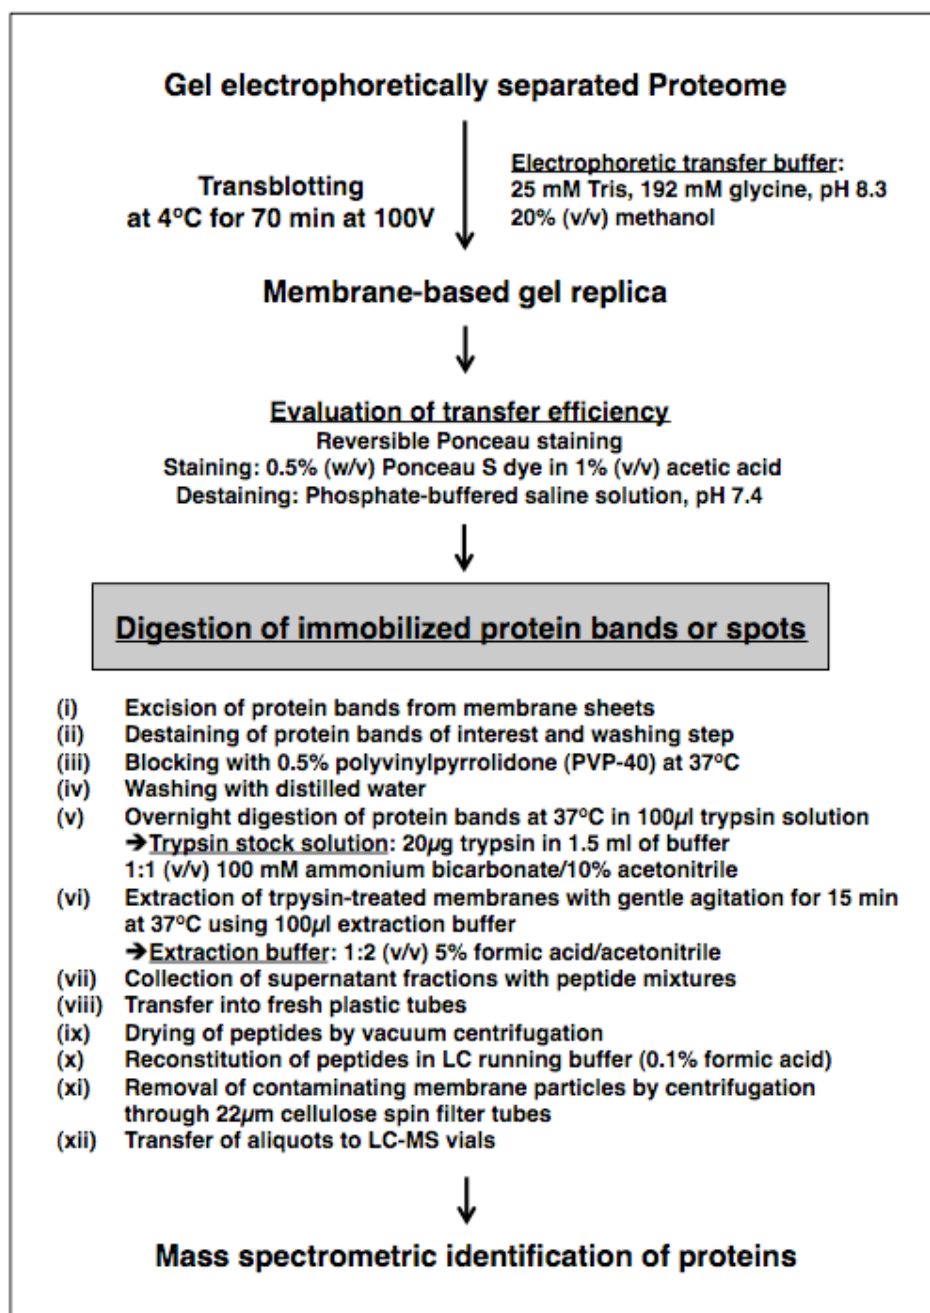 Gel electrophoretically separated Proteome
Transblotting
at 4ºC for 70 min at 100V
Electrophoretic transfer buffer:
25 mM Tris, 192 mM glycine, pH 8.3
20% (v/v) methanol
Membrane-based gel replica
Evaluation of transfer efficiency
Reversible Ponceau staining
Staining: 0.5% (w/v) Ponceau S dye in 1% (v/v) acetic acid
Destaining: Phosphate-buffered saline solution, pH 7.4
Digestion of immobilized protein bands or spots
(i) Excision of protein bands from membrane sheets
(ii) Destaining of protein bands of interest and washing step
(iii) Blocking with 0.5% polyvinylpyrrolidone (PVP-40) at 37ºC
(iv) Washing with distilled water
(v) Overnight digestion of protein bands at 37ºC in 100µl trypsin solution
➔Trypsin stock solution: 20µg trypsin in 1.5 ml of buffer
1:1 (v/v) 100 mM ammonium bicarbonate/10% acetonitrile
(vi) Extraction of trpysin-treated membranes with gentle agitation for 15 min
at 37ºC using 100µl extraction buffer
➔Extraction buffer: 1:2 (v/v) 5% formic acid/acetonitrile
(vii) Collection of supernatant fractions with peptide mixtures
(viii) Transfer into fresh plastic tubes
(ix) Drying of peptides by vacuum centrifugation
(x) Reconstitution of peptides in LC running buffer (0.1% formic acid)
(xi) Removal of contaminating membrane particles by centrifugation
through 22µm cellulose spin filter tubes
(xii) Transfer of aliquots to LC-MS vials
Mass spectrometric identification of proteins